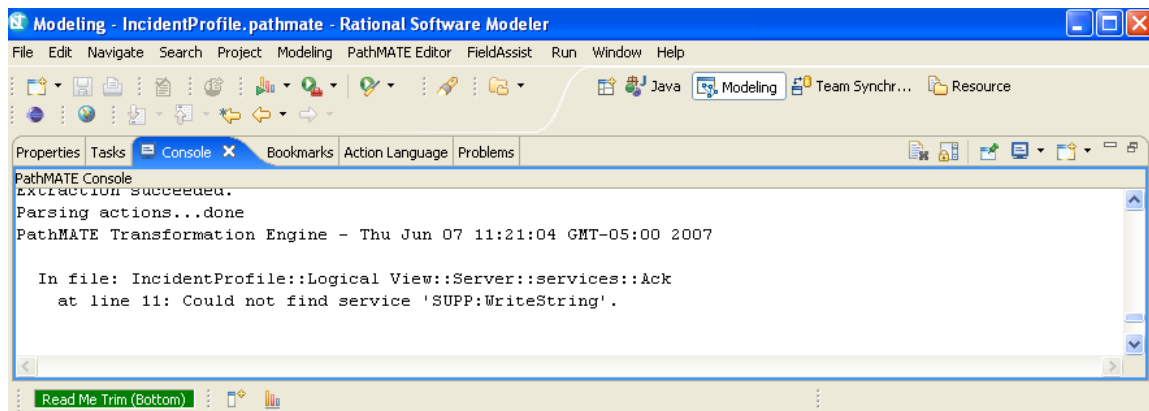 Modeling - IncidentProfile.pathmate - Rational Software Modeler
File Edit Navigate Search Project Modeling PathMATE Editor FieldAssist Run Window Help
Java Modeling Team Synchr... Resource
Properties Tasks Console Bookmarks Action Language Problems
PathMATE Console
Extraction succeeded.
Parsing actions...done
PathMATE Transformation Engine - Thu Jun 07 11:21:04 GMT-05:00 2007
In file: IncidentProfile::Logical View::Server::services::Ack
at line 11: Could not find service 'SUPP:WriteString'.
Read Me Trim (Bottom)